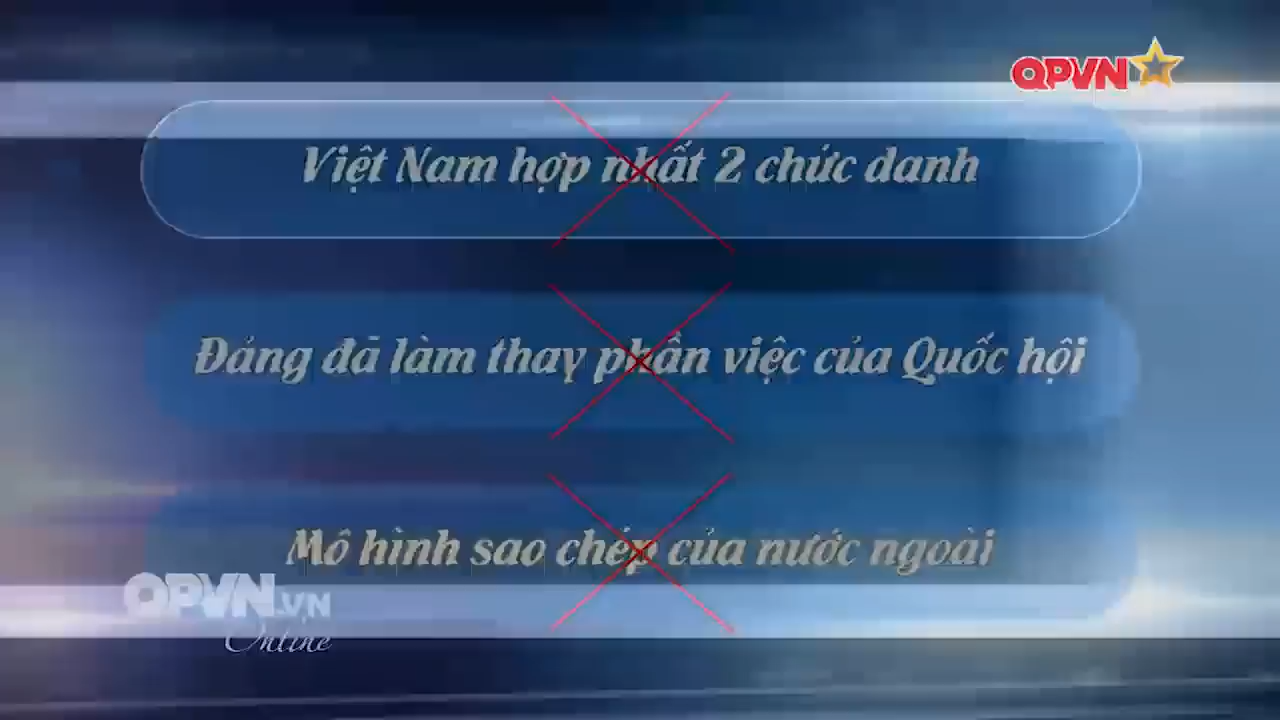 QPVN
Việt Nam hợp nhất 2 chức danh
Đảng đã làm thay phần việc của Quốc hội
Mô hình sao chép của nước ngoài
QPVN.VN
Online